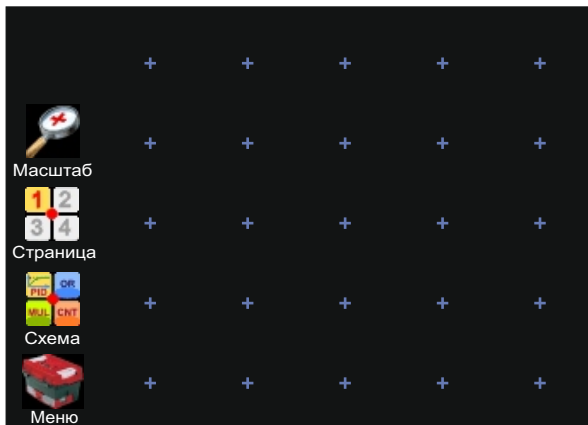 Масштаб
1 2
3 4
Страница
PID OR
MUL CNT
Схема
Меню